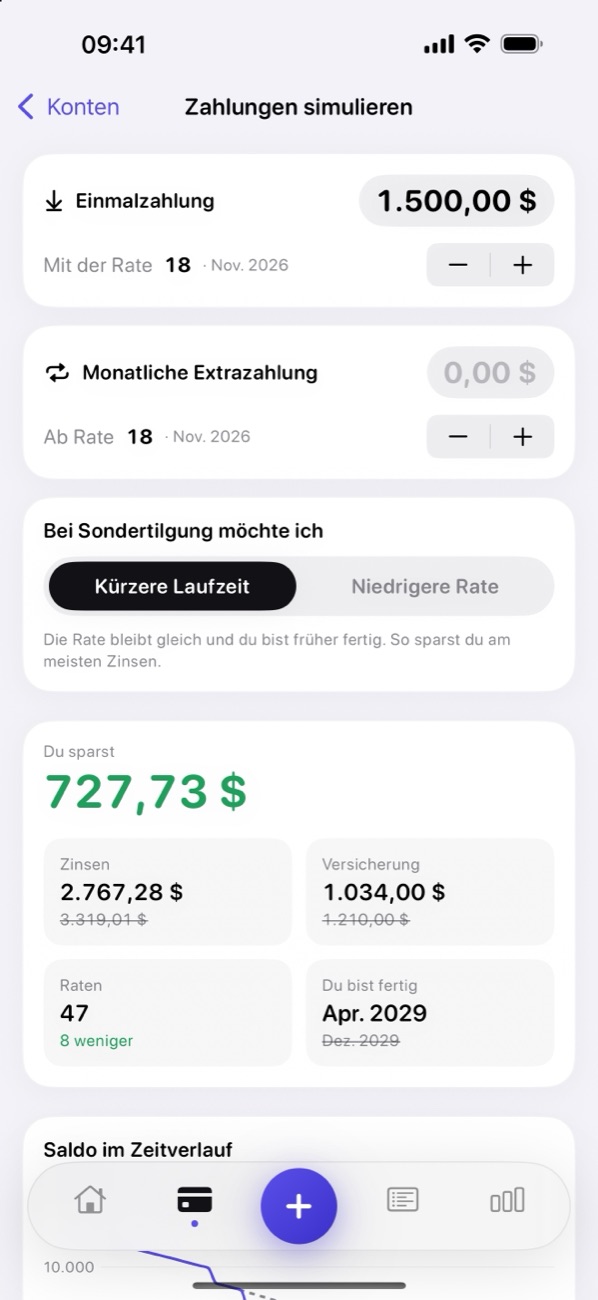 09:41
Konten
Zahlungen simulieren
Einmalzahlung
1.500,00 $
Mit der Rate 18 · Nov. 2026
− +
Monatliche Extrazahlung
0,00 $
Ab Rate 18 · Nov. 2026
− +
Bei Sondertilgung möchte ich
Kürzere Laufzeit
Niedrigere Rate
Die Rate bleibt gleich und du bist früher fertig. So sparst du am
meisten Zinsen.
Du sparst
727,73 $
Zinsen
2.767,28 $
3.319,01 $
Versicherung
1.034,00 $
1.210,00 $
Raten
47
8 weniger
Du bist fertig
Apr. 2029
Dez. 2029
Saldo im Zeitverlauf
+
10.000